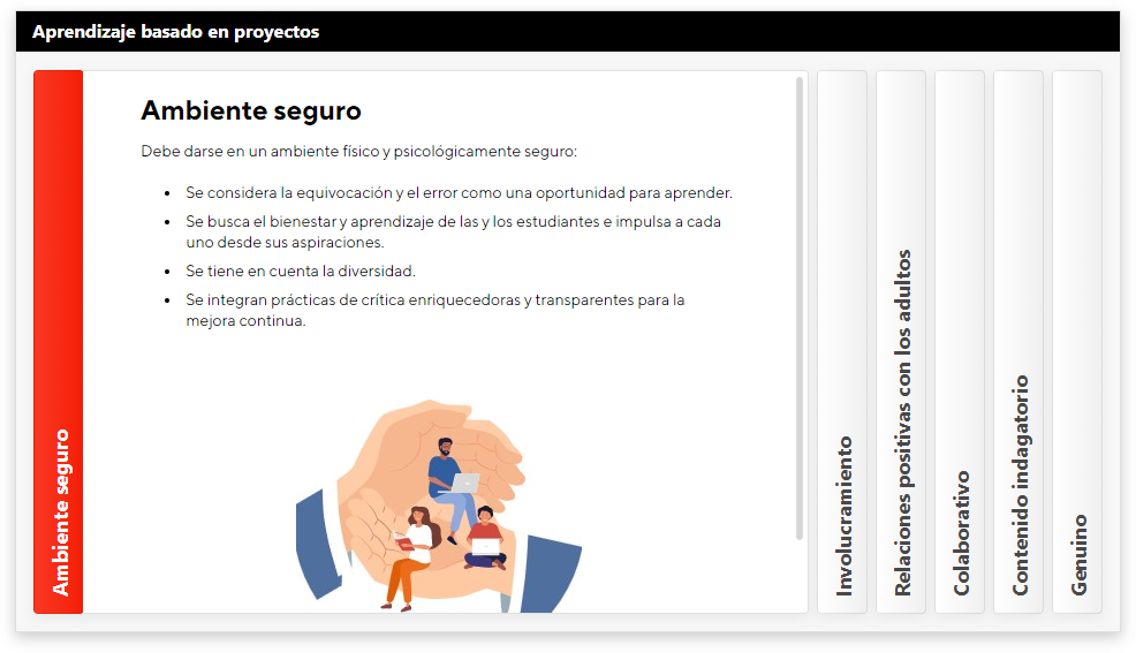 Aprendizaje basado en proyectos
Ambiente seguro
Ambiente seguro
Debe darse en un ambiente físico y psicológicamente seguro:
• Se considera la equivocación y el error como una oportunidad para aprender.
• Se busca el bienestar y aprendizaje de las y los estudiantes e impulsa a cada
uno desde sus aspiraciones.
• Se tiene en cuenta la diversidad.
• Se integran prácticas de crítica enriquecedoras y transparentes para la
mejora continua.
Involucramiento
Relaciones positivas con los adultos
Colaborativo
Contenido indagatorio
Genuino